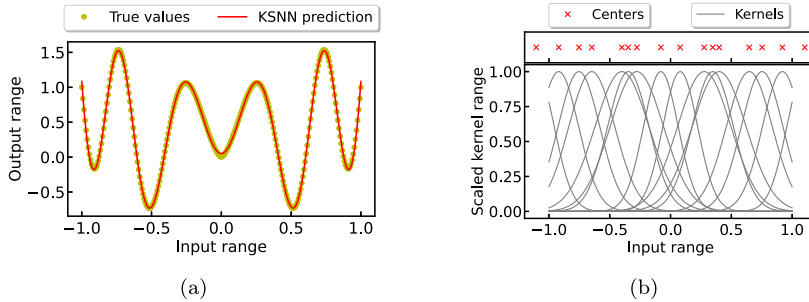 True values
KSNN prediction
Output range
1.5
1.0
0.5
0.0
−0.5
−1.0 −0.5 0.0 0.5 1.0
Input range
(a)
Centers
Kernels
Scaled kernel range
1.00
0.75
0.50
0.25
0.00
−1.0 −0.5 0.0 0.5 1.0
Input range
(b)